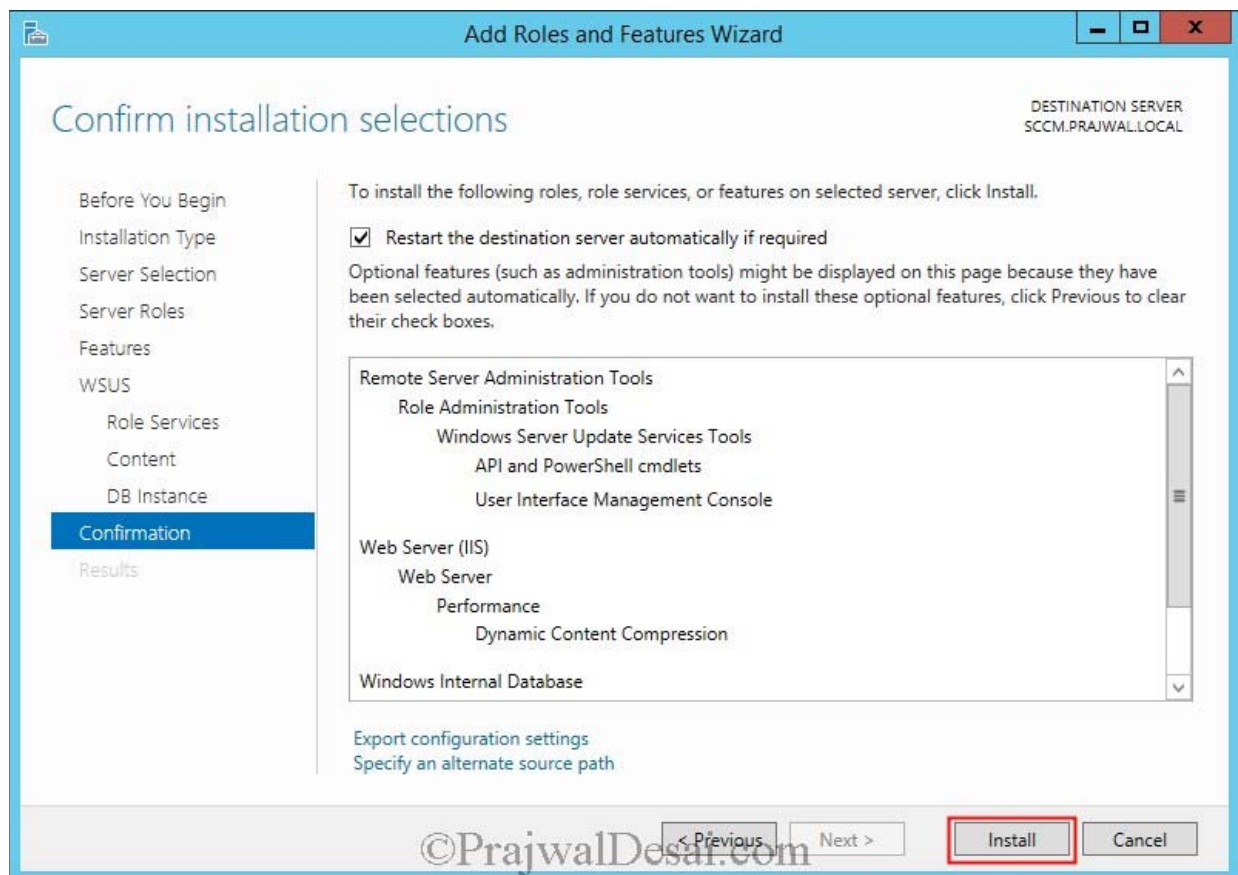 Add Roles and Features Wizard
Confirm installation selections
DESTINATION SERVER
SCCM.PRAJWAL.LOCAL
Before You Begin
Installation Type
Server Selection
Server Roles
Features
WSUS
Role Services
Content
DB Instance
Confirmation
Results
To install the following roles, role services, or features on selected server, click Install.
Restart the destination server automatically if required
Optional features (such as administration tools) might be displayed on this page because they have
been selected automatically. If you do not want to install these optional features, click Previous to clear
their check boxes.
Remote Server Administration Tools
Role Administration Tools
Windows Server Update Services Tools
API and PowerShell cmdlets
User Interface Management Console
Web Server (IIS)
Web Server
Performance
Dynamic Content Compression
Windows Internal Database
Export configuration settings
Specify an alternate source path
< Previous
Next >
Install
Cancel
©PrajwalDesai.com